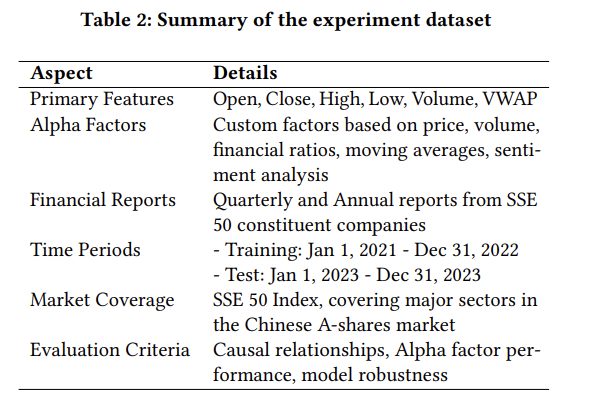 Table 2: Summary of the experiment dataset
Aspect Details
Primary Features Open, Close, High, Low, Volume, VWAP
Alpha Factors Custom factors based on price, volume,
financial ratios, moving averages, senti-
ment analysis
Financial Reports Quarterly and Annual reports from SSE
50 constituent companies
Time Periods - Training: Jan 1, 2021 - Dec 31, 2022
- Test: Jan 1, 2023 - Dec 31, 2023
Market Coverage SSE 50 Index, covering major sectors in
the Chinese A-shares market
Evaluation Criteria Causal relationships, Alpha factor per-
formance, model robustness